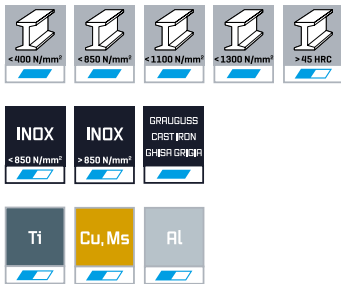 <400 N/mm²
<850 N/mm²
<1100 N/mm²
<1300 N/mm²
>45 HRC
INOX
<850 N/mm²
INOX
>850 N/mm²
GRAUGUSS
CAST IRON
GHISA GRIGIA
Ti
Cu, Ms
Al